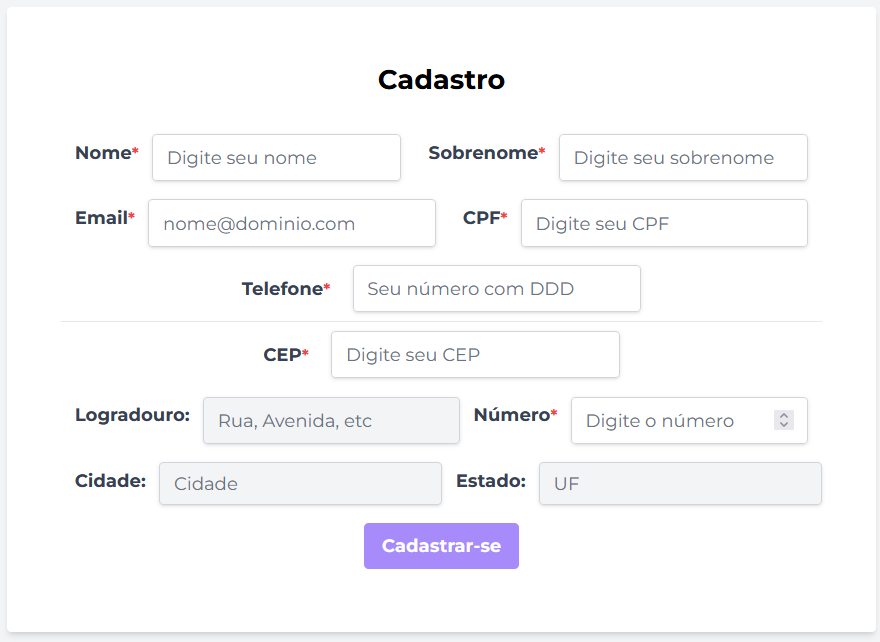 Cadastro
Nome* Digite seu nome Sobrenome* Digite seu sobrenome
Email* nome@dominio.com CPF* Digite seu CPF
Telefone* Seu número com DDD
CEP* Digite seu CEP
Logradouro: Rua, Avenida, etc Número* Digite o número
Cidade: Cidade Estado: UF
Cadastrar-se